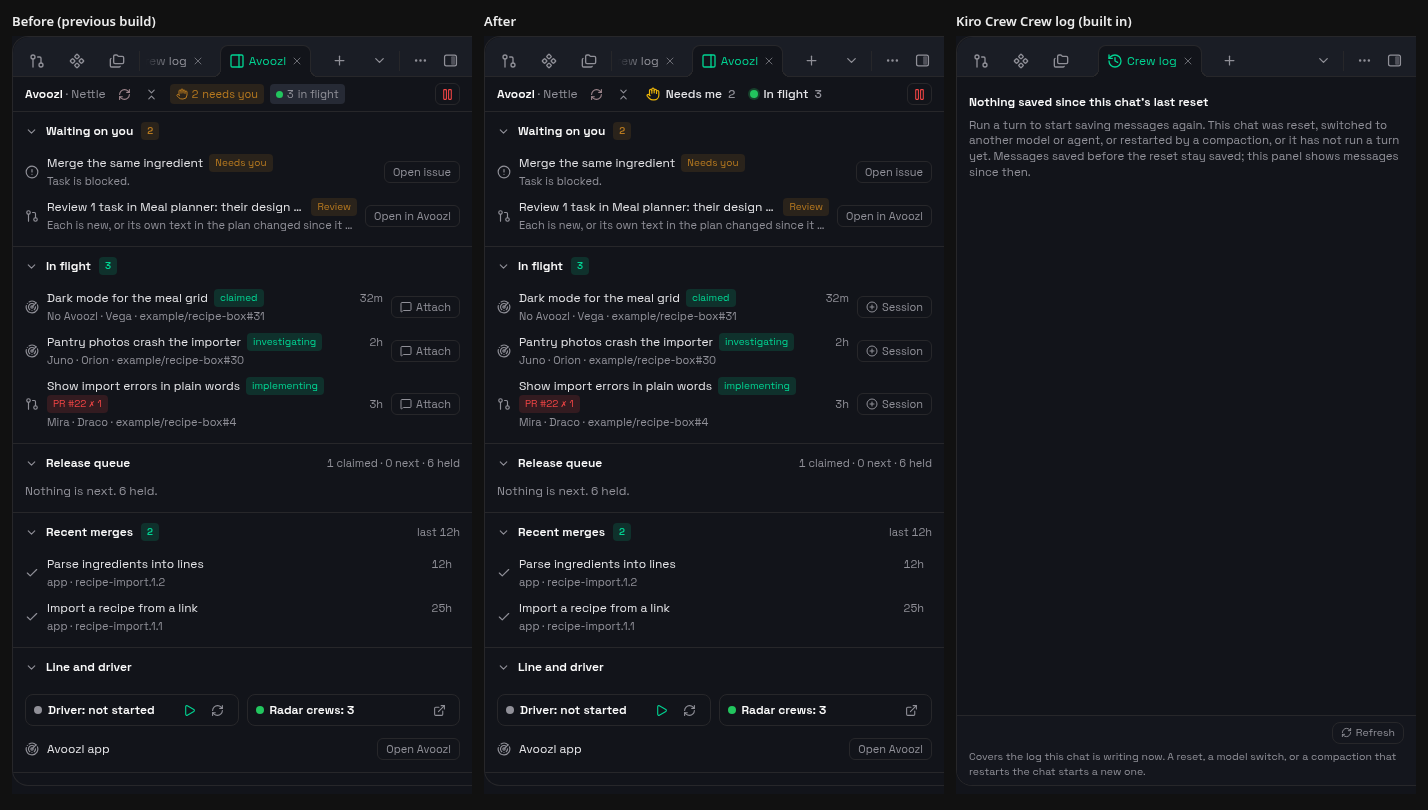 Before (previous build)
ew log
Avoozl
Avoozl · Nettle
2 needs you
3 in flight
Waiting on you 2
Merge the same ingredient Needs you
Task is blocked.
Open issue
Review 1 task in Meal planner: their design ... Review
Each is new, or its own text in the plan changed since it ...
Open in Avoozl
In flight 3
Dark mode for the meal grid claimed
No Avoozl · Vega · example/recipe-box#31
32m Attach
Pantry photos crash the importer investigating
Juno · Orion · example/recipe-box#30
2h Attach
Show import errors in plain words implementing
PR #22 ✗ 1
Mira · Draco · example/recipe-box#4
3h Attach
Release queue 1 claimed · 0 next · 6 held
Nothing is next. 6 held.
Recent merges 2 last 12h
Parse ingredients into lines 12h
app · recipe-import.1.2
Import a recipe from a link 25h
app · recipe-import.1.1
Line and driver
Driver: not started
Radar crews: 3
Avoozl app Open Avoozl
After
ew log
Avoozl
Avoozl · Nettle
Needs me 2
In flight 3
Waiting on you 2
Merge the same ingredient Needs you
Task is blocked.
Open issue
Review 1 task in Meal planner: their design ... Review
Each is new, or its own text in the plan changed since it ...
Open in Avoozl
In flight 3
Dark mode for the meal grid claimed
No Avoozl · Vega · example/recipe-box#31
32m Session
Pantry photos crash the importer investigating
Juno · Orion · example/recipe-box#30
2h Session
Show import errors in plain words implementing
PR #22 ✗ 1
Mira · Draco · example/recipe-box#4
3h Session
Release queue 1 claimed · 0 next · 6 held
Nothing is next. 6 held.
Recent merges 2 last 12h
Parse ingredients into lines 12h
app · recipe-import.1.2
Import a recipe from a link 25h
app · recipe-import.1.1
Line and driver
Driver: not started
Radar crews: 3
Avoozl app Open Avoozl
Kiro Crew Crew log (built in)
Crew log
Nothing saved since this chat's last reset
Run a turn to start saving messages again. This chat was reset, switched to
another model or agent, or restarted by a compaction, or it has not run a turn
yet. Messages saved before the reset stay saved; this panel shows messages
since then.
Refresh
Covers the log this chat is writing now. A reset, a model switch, or a compaction that
restarts the chat starts a new one.